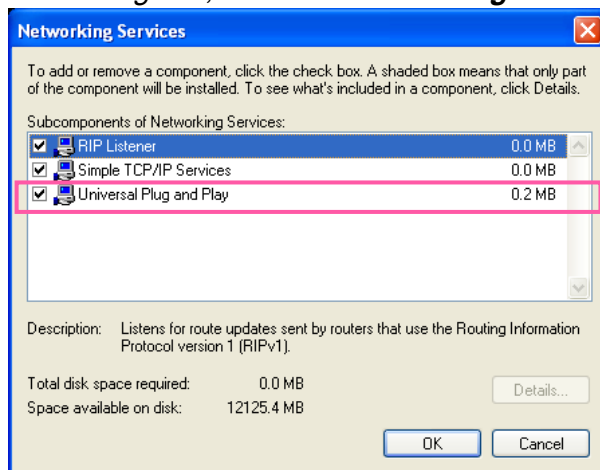 Networking Services
To add or remove a component, click the check box. A shaded box means that only part
of the component will be installed. To see what's included in a component, click Details.
Subcomponents of Networking Services:
RIP Listener 0.0 MB
Simple TCP/IP Services 0.0 MB
Universal Plug and Play 0.2 MB
Description: Listens for route updates sent by routers that use the Routing Information
Protocol version 1 (RIPv1).
Total disk space required: 0.0 MB
Space available on disk: 12125.4 MB
Details...
OK Cancel